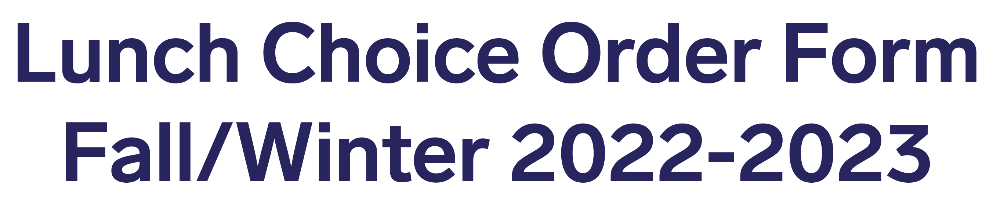 Lunch Choice Order Form
Fall/Winter 2022-2023